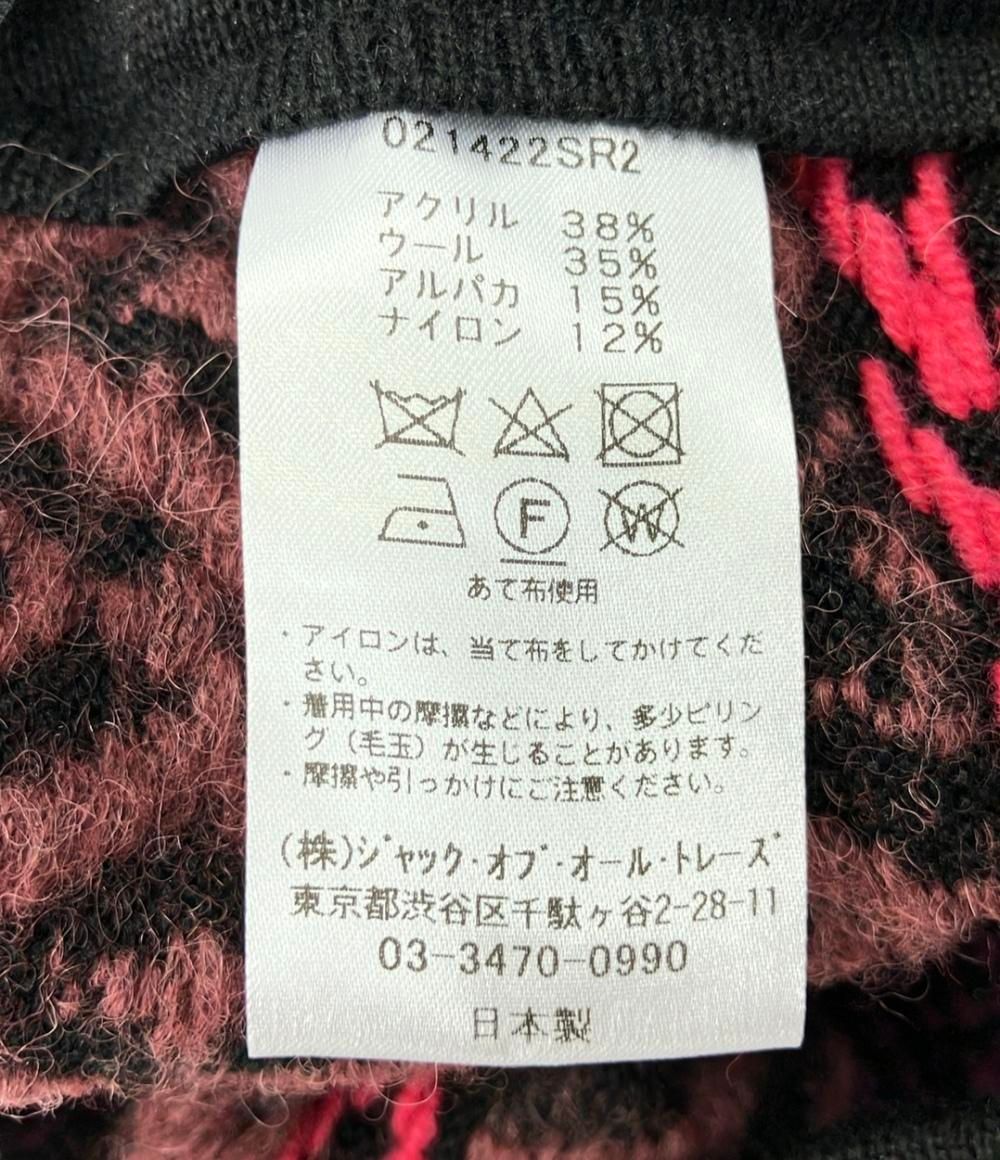 021422SR2
アクリル 38%
ウール 35%
アルパカ 15%
ナイロン 12%
F W
あて布使用
・アイロンは、当て布をしてかけてくだ
さい。
・着用中の摩擦などにより、多少ピリン
グ（毛玉）が生じることがあります。
・摩擦や引っかけにご注意ください。
(株)ジャック・オブ・オール・トレーズ
東京都渋谷区千駄ヶ谷2-28-11
03-3470-0990
日本製